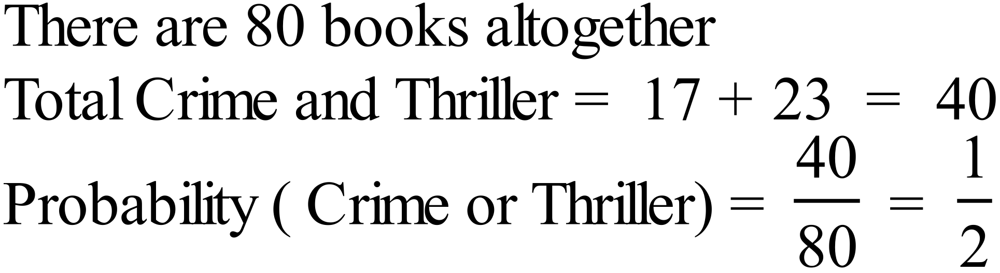 There are 80 books altogether
Total Crime and Thriller = 17 + 23 = 40
Probability ( Crime or Thriller) = 40/80 = 1/2